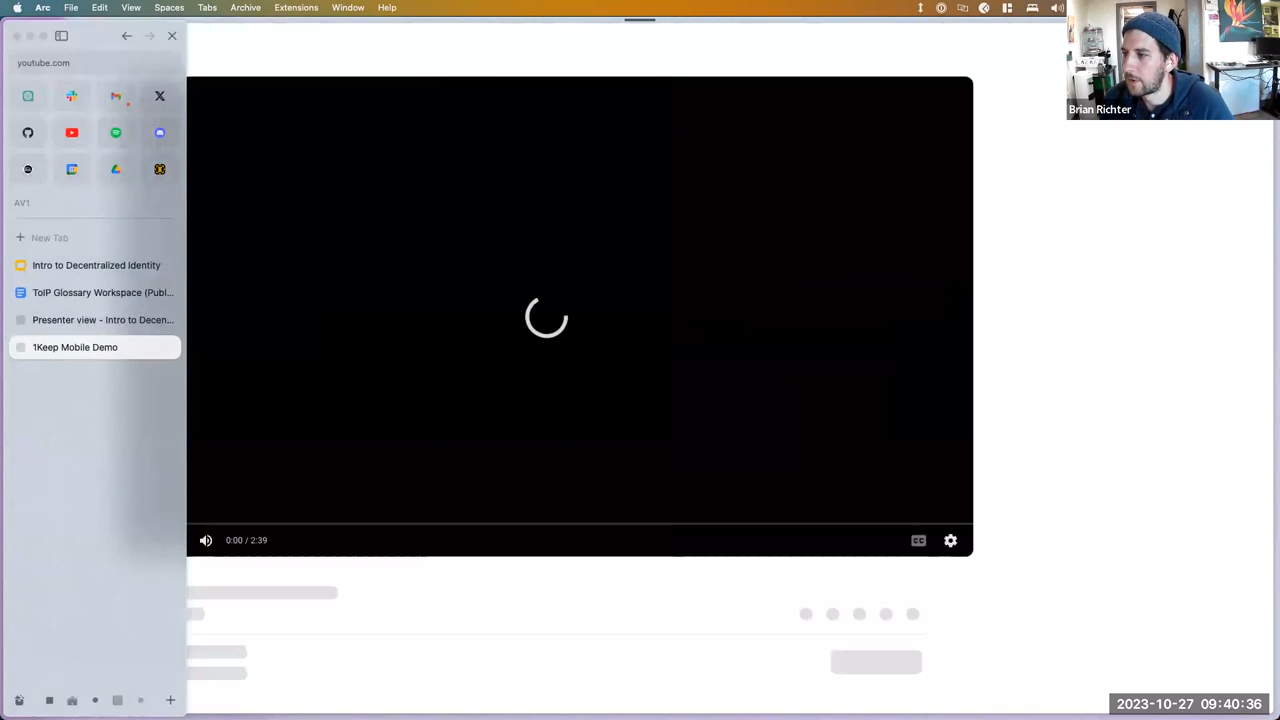 Arc File Edit View Spaces Tabs Archive Extensions Window Help
youtube.com
AV1
New Tab
Intro to Decentralized Identity
ToIP Glossary Workspace (Publ...
Presenter view - Intro to Decen...
1Keep Mobile Demo
0:00 / 2:39
CC
Brian Richter
2023-10-27 09:40:36